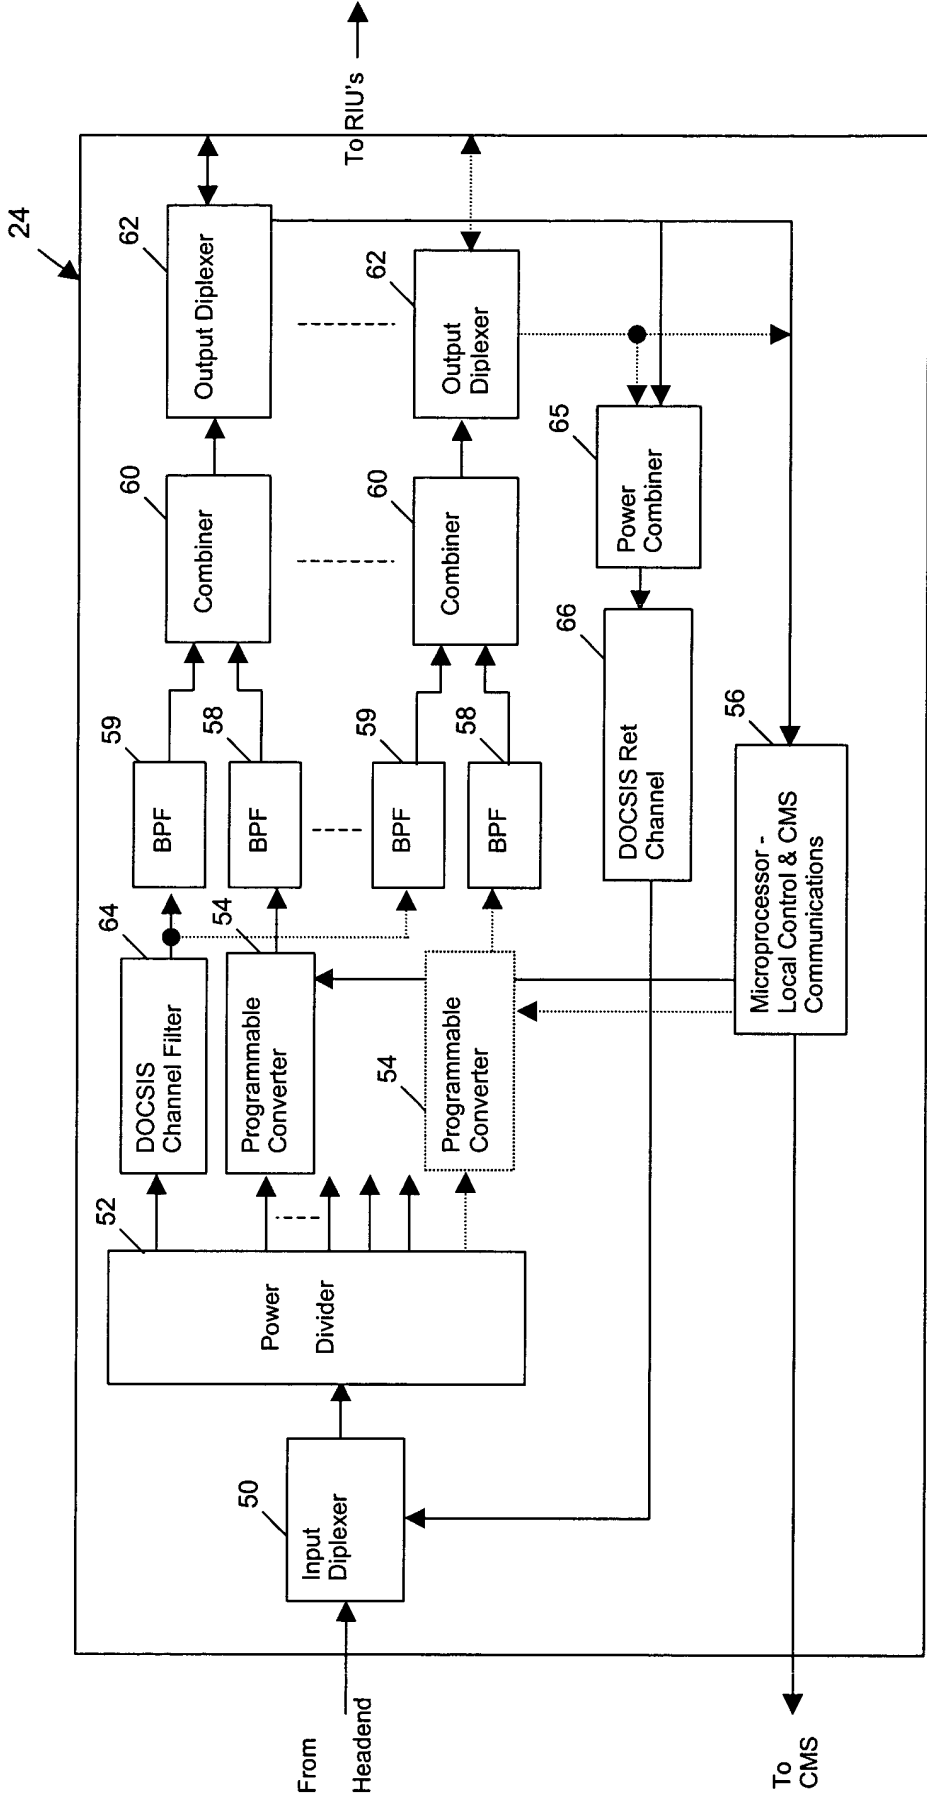 24
From
Headend
50
Input
Diplexer
52
Power
Divider
64
DOCSIS
Channel Filter
54
Programmable
Converter
54
Programmable
Converter
59
BPF
58
BPF
59
BPF
58
BPF
60
Combiner
60
Combiner
62
Output Diplexer
62
Output
Diplexer
To RIU's
65
Power
Combiner
66
DOCSIS Ret
Channel
56
Microprocessor -
Local Control & CMS
Communications
To
CMS